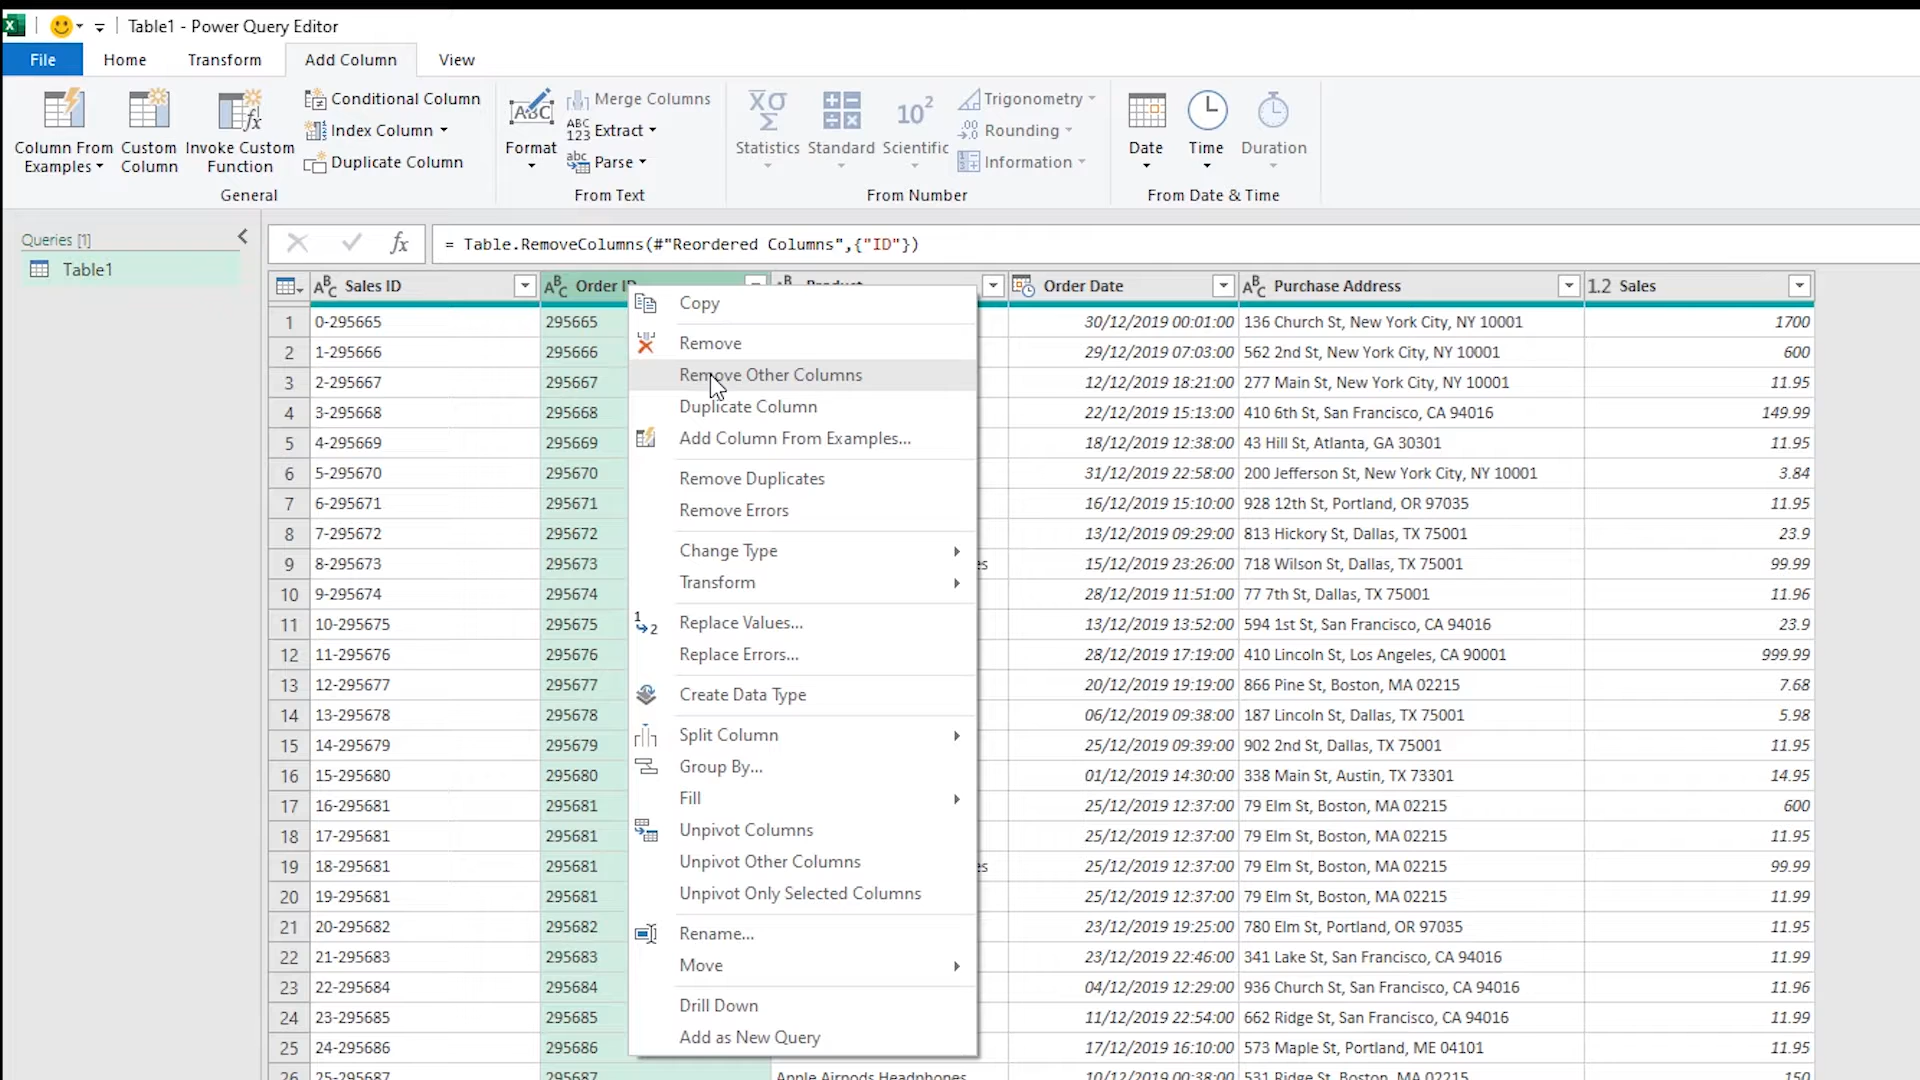 Table1 - Power Query Editor
File Home Transform Add Column View
Column From Examples
Custom Column
Invoke Custom Function
Conditional Column
Index Column
Duplicate Column
General
Format
Merge Columns
Extract
Parse
From Text
Statistics
Standard
Scientific
Trigonometry
Rounding
Information
From Number
Date
Time
Duration
From Date & Time
Queries [1]
Table1
= Table.RemoveColumns(#"Reordered Columns",{"ID"})
Sales ID Order ID Product Order Date Purchase Address 1.2 Sales
1 0-295665 295665 30/12/2019 00:01:00 136 Church St, New York City, NY 10001 1700
2 1-295666 295666 29/12/2019 07:03:00 562 2nd St, New York City, NY 10001 600
3 2-295667 295667 12/12/2019 18:21:00 277 Main St, New York City, NY 10001 11.95
4 3-295668 295668 22/12/2019 15:13:00 410 6th St, San Francisco, CA 94016 149.99
5 4-295669 295669 18/12/2019 12:38:00 43 Hill St, Atlanta, GA 30301 11.95
6 5-295670 295670 31/12/2019 22:58:00 200 Jefferson St, New York City, NY 10001 3.84
7 6-295671 295671 16/12/2019 15:10:00 928 12th St, Portland, OR 97035 11.95
8 7-295672 295672 13/12/2019 09:29:00 813 Hickory St, Dallas, TX 75001 23.9
9 8-295673 295673 es 15/12/2019 23:26:00 718 Wilson St, Dallas, TX 75001 99.99
10 9-295674 295674 28/12/2019 11:51:00 77 7th St, Dallas, TX 75001 11.96
11 10-295675 295675 13/12/2019 13:52:00 594 1st St, San Francisco, CA 94016 23.9
12 11-295676 295676 28/12/2019 17:19:00 410 Lincoln St, Los Angeles, CA 90001 999.99
13 12-295677 295677 20/12/2019 19:19:00 866 Pine St, Boston, MA 02215 7.68
14 13-295678 295678 06/12/2019 09:38:00 187 Lincoln St, Dallas, TX 75001 5.98
15 14-295679 295679 25/12/2019 09:39:00 902 2nd St, Dallas, TX 75001 11.95
16 15-295680 295680 01/12/2019 14:30:00 338 Main St, Austin, TX 73301 14.95
17 16-295681 295681 25/12/2019 12:37:00 79 Elm St, Boston, MA 02215 600
18 17-295681 295681 25/12/2019 12:37:00 79 Elm St, Boston, MA 02215 11.95
19 18-295681 295681 es 25/12/2019 12:37:00 79 Elm St, Boston, MA 02215 99.99
20 19-295681 295681 25/12/2019 12:37:00 79 Elm St, Boston, MA 02215 11.99
21 20-295682 295682 23/12/2019 19:25:00 780 Elm St, Portland, OR 97035 11.95
22 21-295683 295683 23/12/2019 22:46:00 341 Lake St, San Francisco, CA 94016 11.99
23 22-295684 295684 04/12/2019 12:29:00 936 Church St, San Francisco, CA 94016 11.96
24 23-295685 295685 11/12/2019 22:54:00 662 Ridge St, San Francisco, CA 94016 11.99
25 24-295686 295686 17/12/2019 16:10:00 573 Maple St, Portland, ME 04101 11.95
26 25-295687 295687 Apple Airpods Headphones 10/12/2019 00:38:00 531 Ridge St, Boston, MA 02215 150
Copy
Remove
Remove Other Columns
Duplicate Column
Add Column From Examples...
Remove Duplicates
Remove Errors
Change Type
Transform
Replace Values...
Replace Errors...
Create Data Type
Split Column
Group By...
Fill
Unpivot Columns
Unpivot Other Columns
Unpivot Only Selected Columns
Rename...
Move
Drill Down
Add as New Query